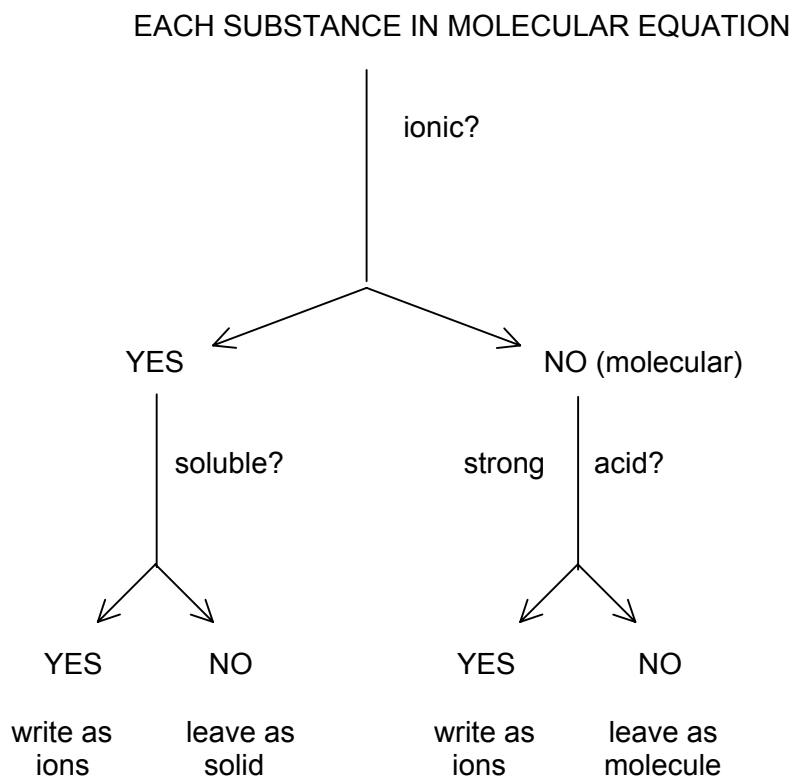 EACH SUBSTANCE IN MOLECULAR EQUATION
ionic?
YES
NO (molecular)
soluble?
strong acid?
YES
NO
YES
NO
write as
ions
leave as
solid
write as
ions
leave as
molecule